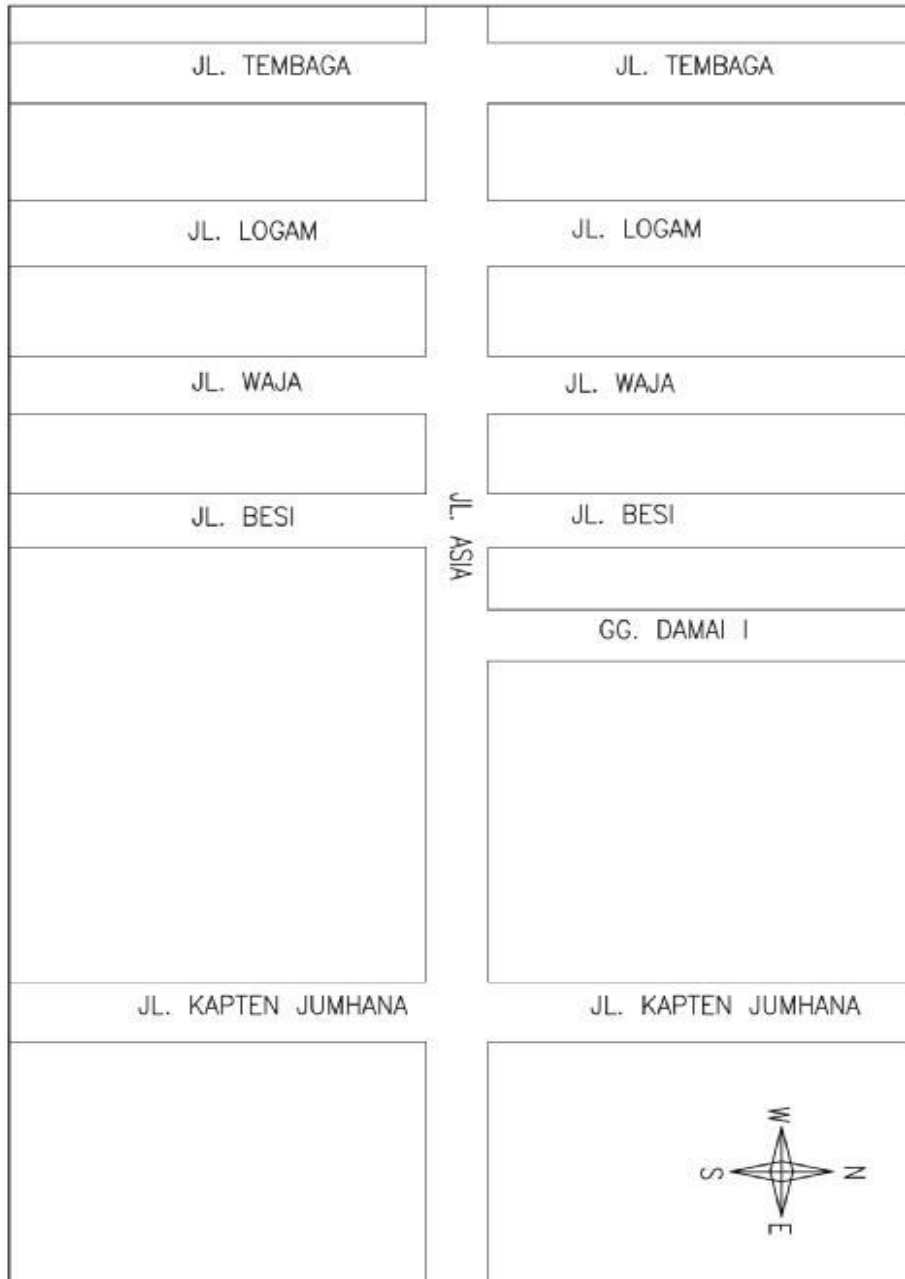 JL. TEMBAGA
JL. TEMBAGA
JL. LOGAM
JL. LOGAM
JL. WAJA
JL. WAJA
JL. ASIA
JL. BESI
JL. BESI
GG. DAMAI I
JL. KAPTEN JUMHANA
JL. KAPTEN JUMHANA
W
S
N
E